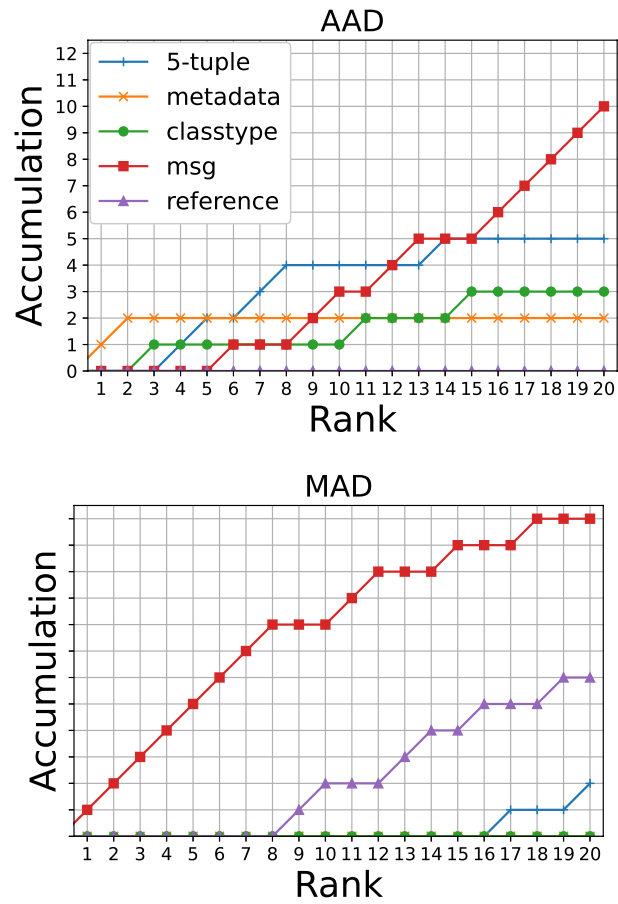 AAD
Accumulation
12
11
10
9
8
7
6
5
4
3
2
1
0
5-tuple
metadata
classtype
msg
reference
1 2 3 4 5 6 7 8 9 10 11 12 13 14 15 16 17 18 19 20
Rank
MAD
Accumulation
1 2 3 4 5 6 7 8 9 10 11 12 13 14 15 16 17 18 19 20
Rank